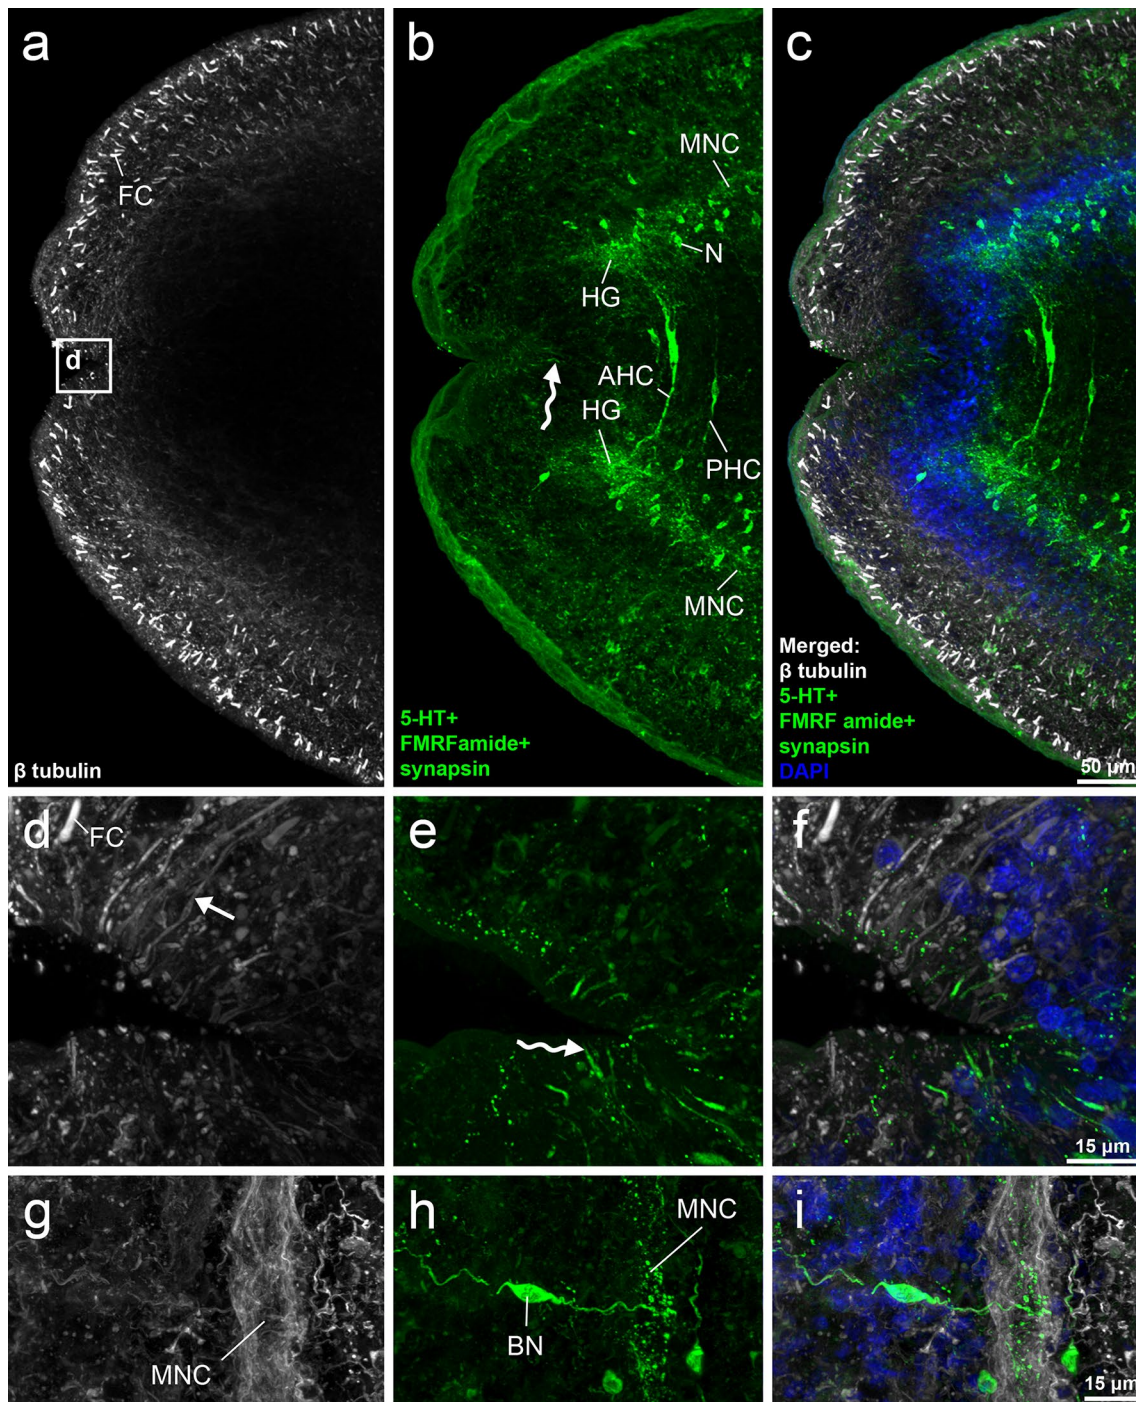 a
FC
d
β tubulin
b
MNC
N
HG
AHC
HG
PHC
MNC
5-HT+
FMRFamide+
synapsin
c
Merged:
β tubulin
5-HT+
FMRF amide+
synapsin
DAPI
50 µm
d
FC
e
f
15 µm
g
MNC
h
MNC
BN
i
15 µm